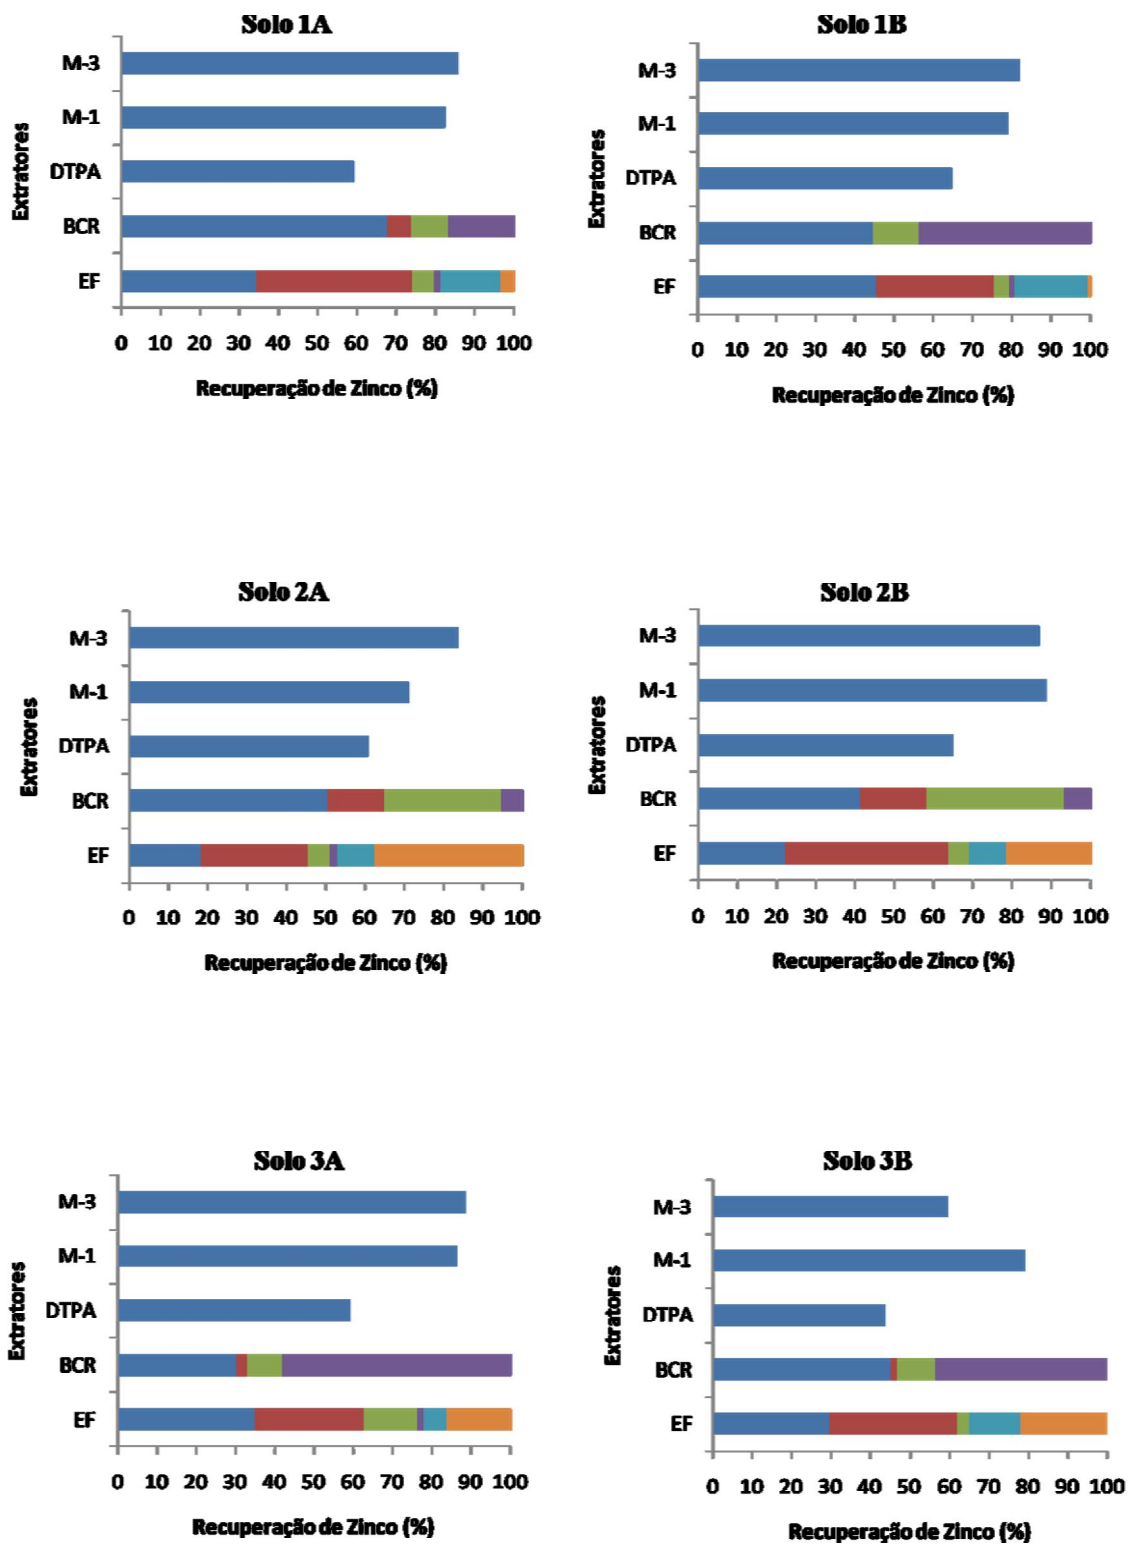 Solo 1A
M-3
M-1
DTPA
BCR
EF
Extratores
0 10 20 30 40 50 60 70 80 90 100
Recuperação de Zinco (%)
Solo 1B
M-3
M-1
DTPA
BCR
EF
Extratores
0 10 20 30 40 50 60 70 80 90 100
Recuperação de Zinco (%)
Solo 2A
M-3
M-1
DTPA
BCR
EF
Extratores
0 10 20 30 40 50 60 70 80 90 100
Recuperação de Zinco (%)
Solo 2B
M-3
M-1
DTPA
BCR
EF
Extratores
0 10 20 30 40 50 60 70 80 90 100
Recuperação de Zinco (%)
Solo 3A
M-3
M-1
DTPA
BCR
EF
Extratores
0 10 20 30 40 50 60 70 80 90 100
Recuperação de Zinco (%)
Solo 3B
M-3
M-1
DTPA
BCR
EF
Extratores
0 10 20 30 40 50 60 70 80 90 100
Recuperação de Zinco (%)